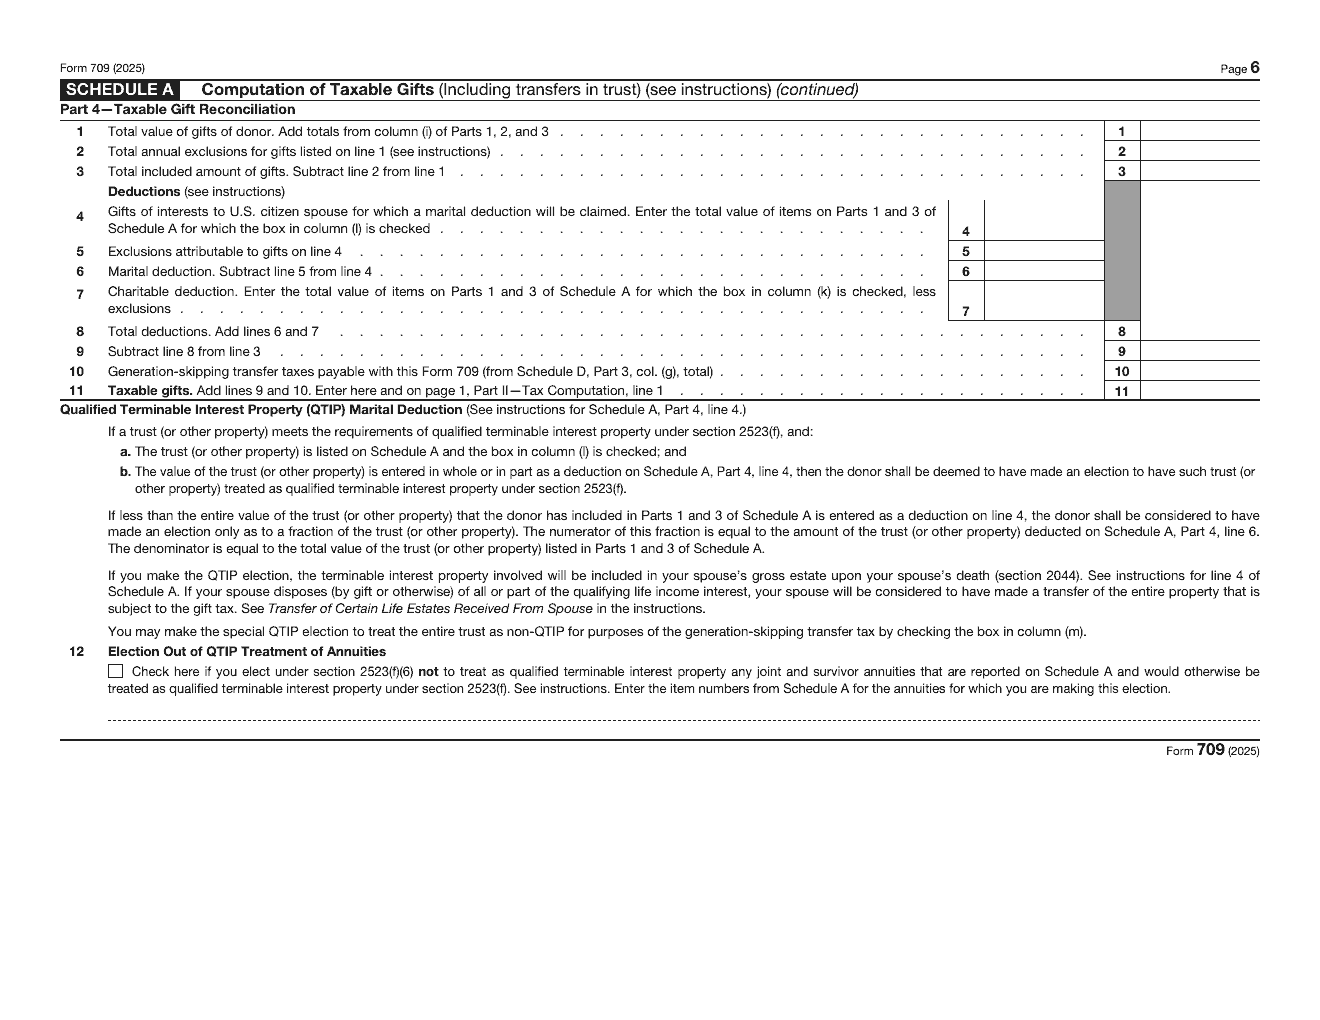 Form 709 (2025) Page 6
SCHEDULE A Computation of Taxable Gifts (Including transfers in trust) (see instructions) (continued)
Part 4—Taxable Gift Reconciliation
1 Total value of gifts of donor. Add totals from column (i) of Parts 1, 2, and 3 . . . . . . . . . . . . . . . . . . . . . . . 1
2 Total annual exclusions for gifts listed on line 1 (see instructions) . . . . . . . . . . . . . . . . . . . . . . . . . 2
3 Total included amount of gifts. Subtract line 2 from line 1 . . . . . . . . . . . . . . . . . . . . . . . . . . . 3
Deductions (see instructions)
4 Gifts of interests to U.S. citizen spouse for which a marital deduction will be claimed. Enter the total value of items on Parts 1 and 3 of
Schedule A for which the box in column (l) is checked . . . . . . . . . . . . . . . . . . . . . 4
5 Exclusions attributable to gifts on line 4 . . . . . . . . . . . . . . . . . . . . . . . . 5
6 Marital deduction. Subtract line 5 from line 4 . . . . . . . . . . . . . . . . . . . . . . . 6
7 Charitable deduction. Enter the total value of items on Parts 1 and 3 of Schedule A for which the box in column (k) is checked, less
exclusions . . . . . . . . . . . . . . . . . . . . . . . . . . . . . . . . 7
8 Total deductions. Add lines 6 and 7 . . . . . . . . . . . . . . . . . . . . . . . . . . . . . . . . 8
9 Subtract line 8 from line 3 . . . . . . . . . . . . . . . . . . . . . . . . . . . . . . . . . . 9
10 Generation-skipping transfer taxes payable with this Form 709 (from Schedule D, Part 3, col. (g), total) . . . . . . . . . . . . . . . . 10
11 Taxable gifts. Add lines 9 and 10. Enter here and on page 1, Part II—Tax Computation, line 1 . . . . . . . . . . . . . . . . . . 11
Qualified Terminable Interest Property (QTIP) Marital Deduction (See instructions for Schedule A, Part 4, line 4.)
If a trust (or other property) meets the requirements of qualified terminable interest property under section 2523(f), and:
a. The trust (or other property) is listed on Schedule A and the box in column (l) is checked; and
b. The value of the trust (or other property) is entered in whole or in part as a deduction on Schedule A, Part 4, line 4, then the donor shall be deemed to have made an election to have such trust (or
other property) treated as qualified terminable interest property under section 2523(f).
If less than the entire value of the trust (or other property) that the donor has included in Parts 1 and 3 of Schedule A is entered as a deduction on line 4, the donor shall be considered to have
made an election only as to a fraction of the trust (or other property). The numerator of this fraction is equal to the amount of the trust (or other property) deducted on Schedule A, Part 4, line 6.
The denominator is equal to the total value of the trust (or other property) listed in Parts 1 and 3 of Schedule A.
If you make the QTIP election, the terminable interest property involved will be included in your spouse's gross estate upon your spouse's death (section 2044). See instructions for line 4 of
Schedule A. If your spouse disposes (by gift or otherwise) of all or part of the qualifying life income interest, your spouse will be considered to have made a transfer of the entire property that is
subject to the gift tax. See Transfer of Certain Life Estates Received From Spouse in the instructions.
You may make the special QTIP election to treat the entire trust as non-QTIP for purposes of the generation-skipping transfer tax by checking the box in column (m).
12 Election Out of QTIP Treatment of Annuities
Check here if you elect under section 2523(f)(6) not to treat as qualified terminable interest property any joint and survivor annuities that are reported on Schedule A and would otherwise be
treated as qualified terminable interest property under section 2523(f). See instructions. Enter the item numbers from Schedule A for the annuities for which you are making this election.
Form 709 (2025)